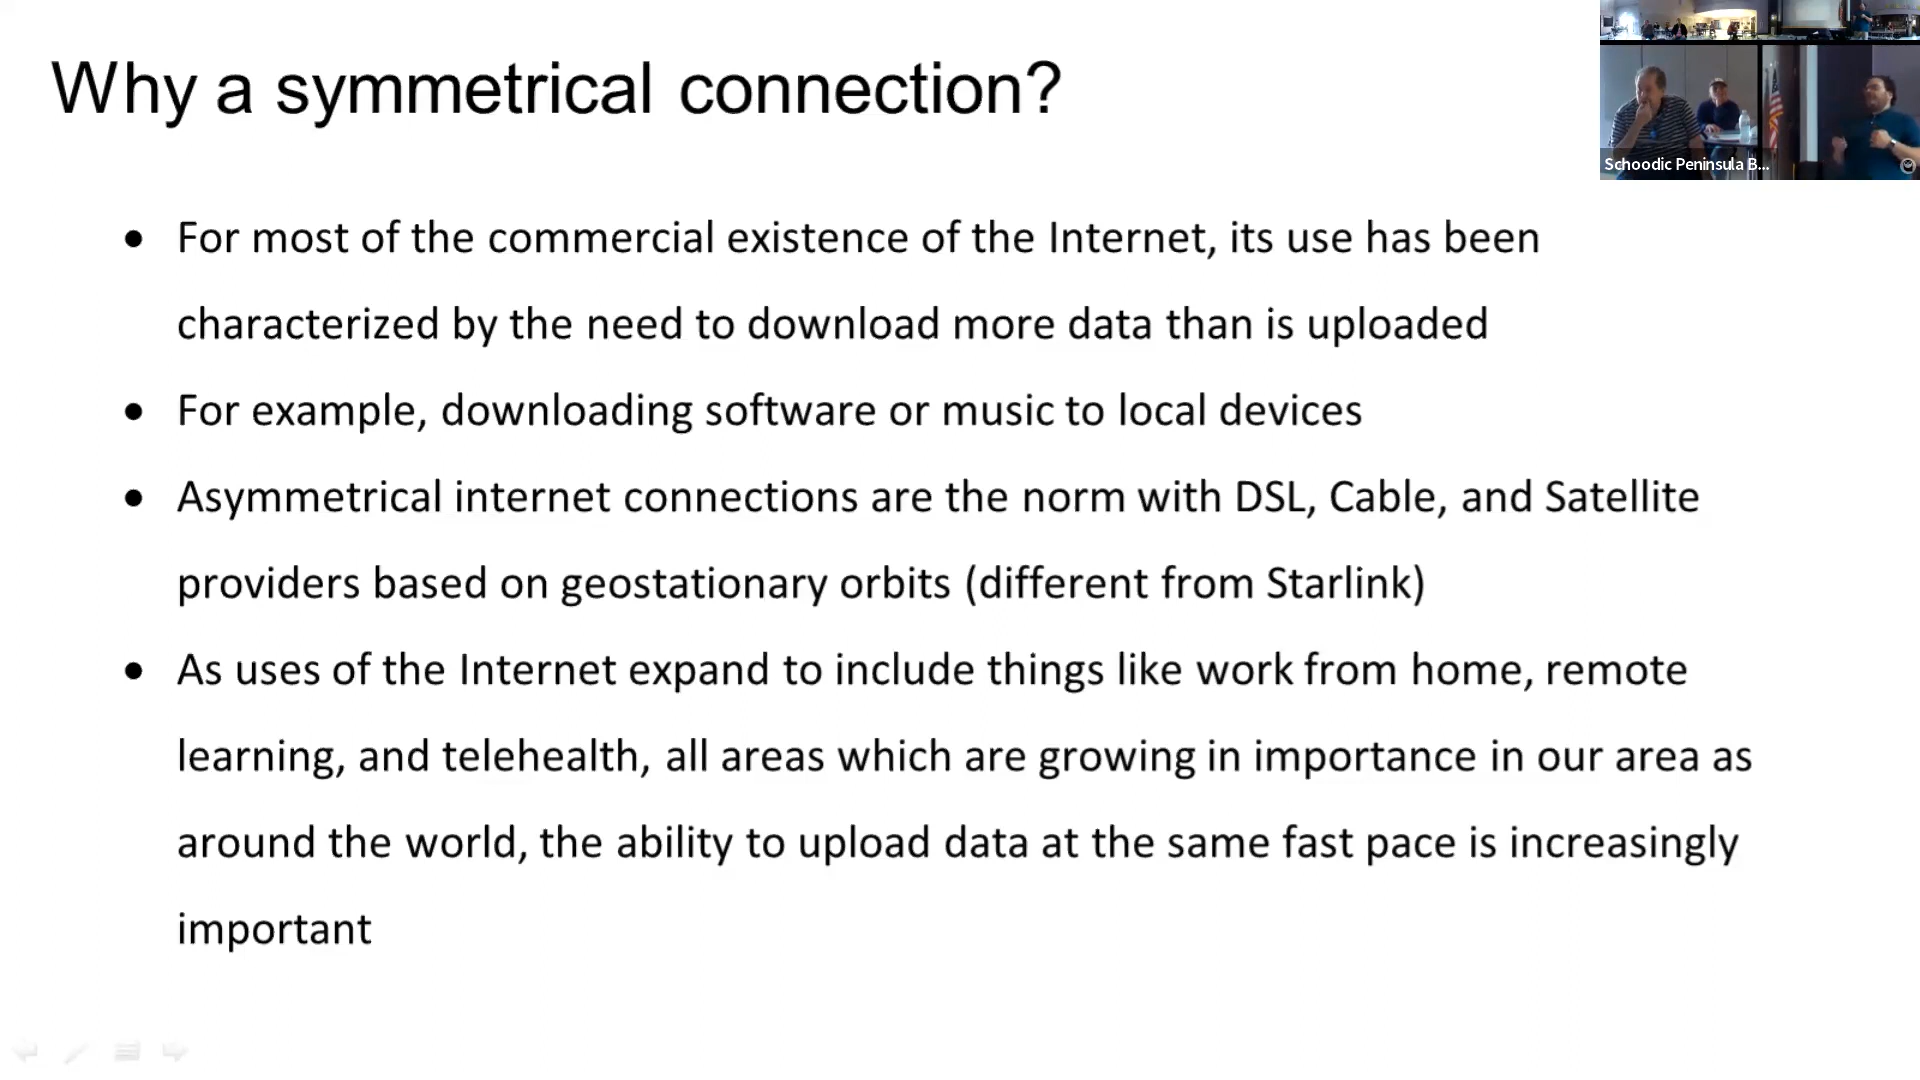 Why a symmetrical connection?
Schoodic Peninsula B...
• For most of the commercial existence of the Internet, its use has been
characterized by the need to download more data than is uploaded
• For example, downloading software or music to local devices
• Asymmetrical internet connections are the norm with DSL, Cable, and Satellite
providers based on geostationary orbits (different from Starlink)
• As uses of the Internet expand to include things like work from home, remote
learning, and telehealth, all areas which are growing in importance in our area as
around the world, the ability to upload data at the same fast pace is increasingly
important